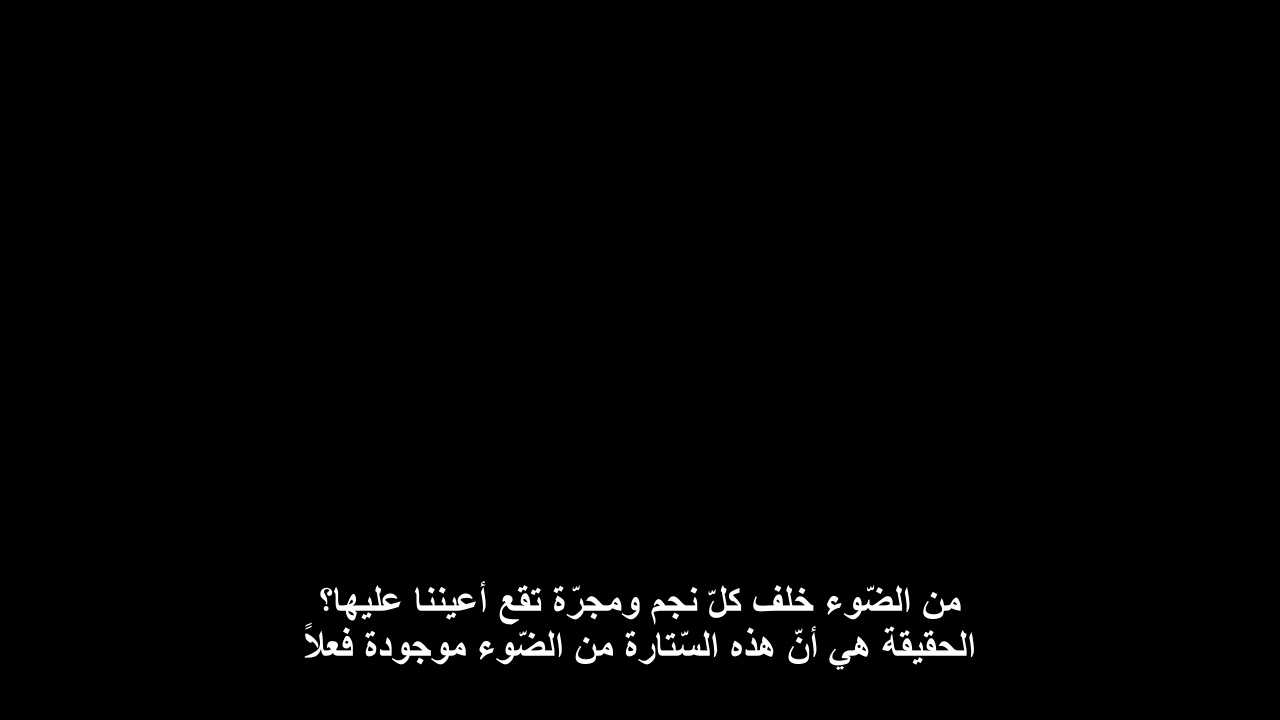 من الضّوء خلف كلّ نجم ومجرّة تقع أعيننا عليها؟
الحقيقة هي أنّ هذه السّتارة من الضّوء موجودة فعلاً